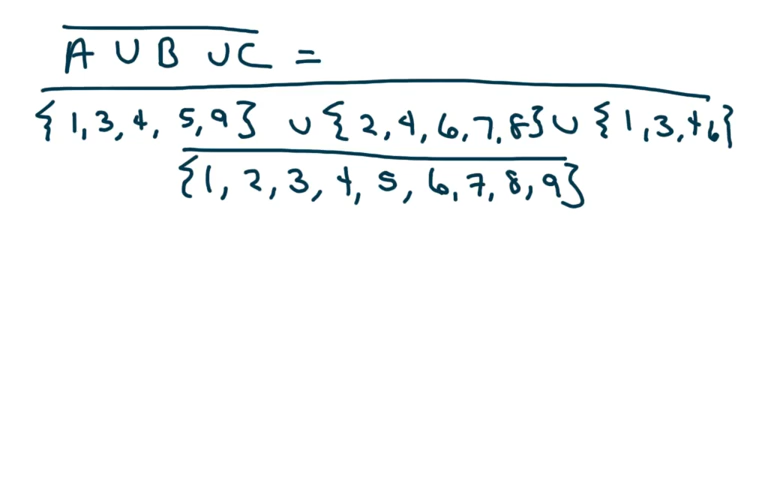 A ∪ B ∪ C =
{1,3,4, 5,9} ∪ {2,4,6,7,8} ∪ {1,3,4 6}
{1, 2, 3, 4, 5, 6, 7, 8, 9}